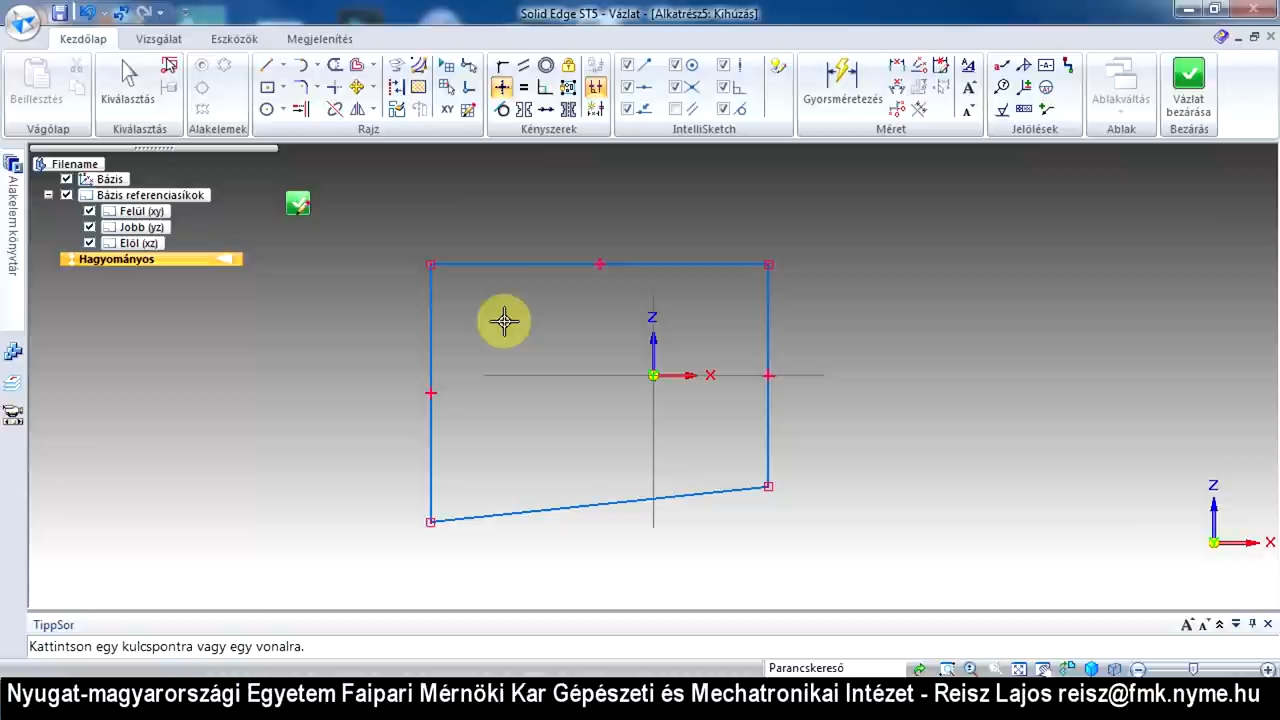 Solid Edge ST5 - Vázlat - [Alkatrész5: Kihúzás]
Kezdőlap Vizsgálat Eszközök Megjelenítés
Beillesztés
Kiválasztás
XY
Gyorsméretezés
A
A
A
Ablakváltás
Vázlat
bezárása
Vágólap Kiválasztás Alakelemek Rajz Kényszerek IntelliSketch Méret Jelölések Ablak Bezárás
Alakelem könyvtár
Filename
Bázis
Bázis referenciasíkok
Felül (xy)
Jobb (yz)
Elöl (xz)
Hagyományos
Z
X
Z
X
TippSor
Kattintson egy kulcspontra vagy egy vonalra.
Parancskereső
Nyugat-magyarországi Egyetem Faipari Mérnöki Kar Gépészeti és Mechatronikai Intézet - Reisz Lajos reisz@fmk.nyme.hu